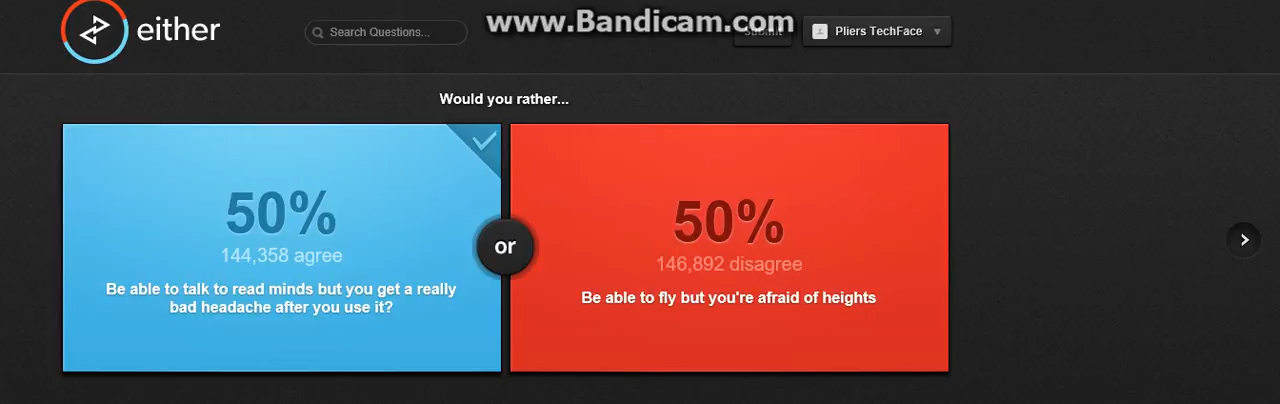 either
Search Questions...
www.Bandicam.com
Submit
Pliers TechFace
Would you rather...
50%
144,358 agree
Be able to talk to read minds but you get a really
bad headache after you use it?
or
50%
146,892 disagree
Be able to fly but you're afraid of heights